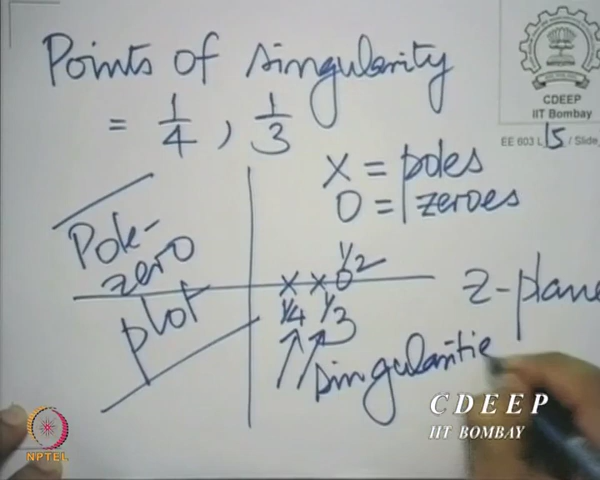 Points of singularity
= 1/4 , 1/3
CDEEP
IIT Bombay
EE 603 L 15 / Slide
X = poles
O = zeroes
Pole-
zero
plot
1/2
× × O
1/4 1/3
z-plane
singularitie
CDEEP
IIT BOMBAY
NPTEL